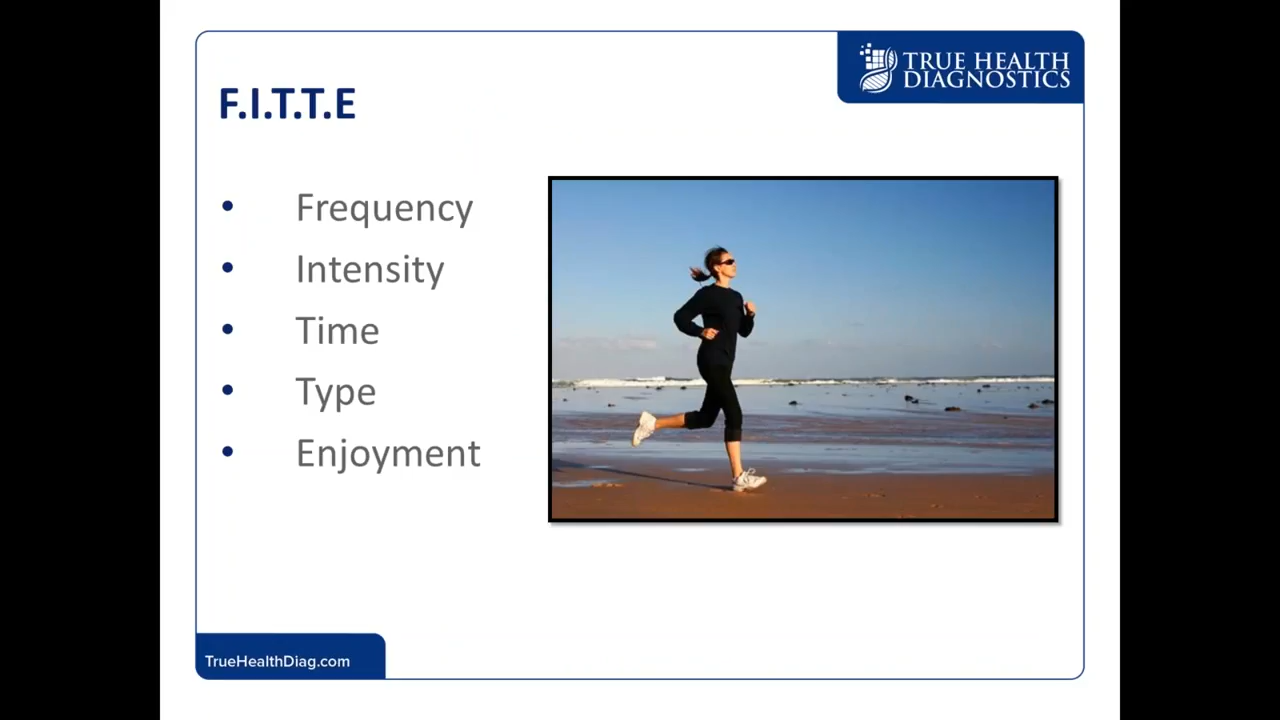 TRUE HEALTH
DIAGNOSTICS
F.I.T.T.E
• Frequency
• Intensity
• Time
• Type
• Enjoyment
TrueHealthDiag.com